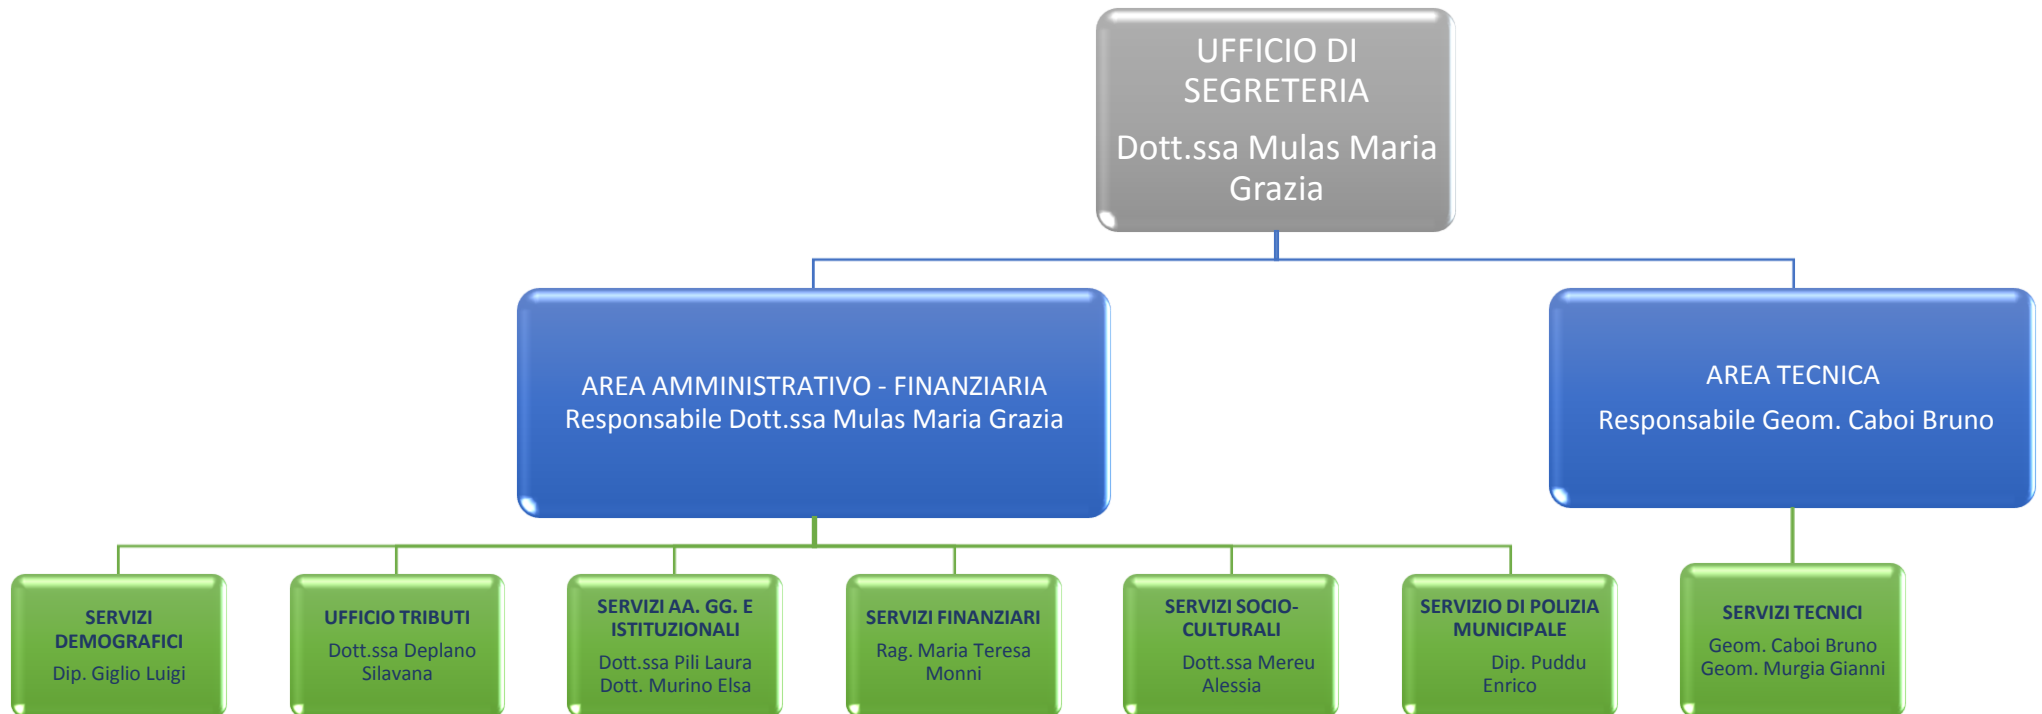 UFFICIO DI
SEGRETERIA
Dott.ssa Mulas Maria
Grazia
AREA AMMINISTRATIVO - FINANZIARIA
Responsabile Dott.ssa Mulas Maria Grazia
AREA TECNICA
Responsabile Geom. Caboi Bruno
SERVIZI
DEMOGRAFICI
Dip. Giglio Luigi
UFFICIO TRIBUTI
Dott.ssa Deplano
Silavana
SERVIZI AA. GG. E
ISTITUZIONALI
Dott.ssa Pili Laura
Dott. Murino Elsa
SERVIZI FINANZIARI
Rag. Maria Teresa
Monni
SERVIZI SOCIO-
CULTURALI
Dott.ssa Mereu
Alessia
SERVIZIO DI POLIZIA
MUNICIPALE
Dip. Puddu
Enrico
SERVIZI TECNICI
Geom. Caboi Bruno
Geom. Murgia Gianni